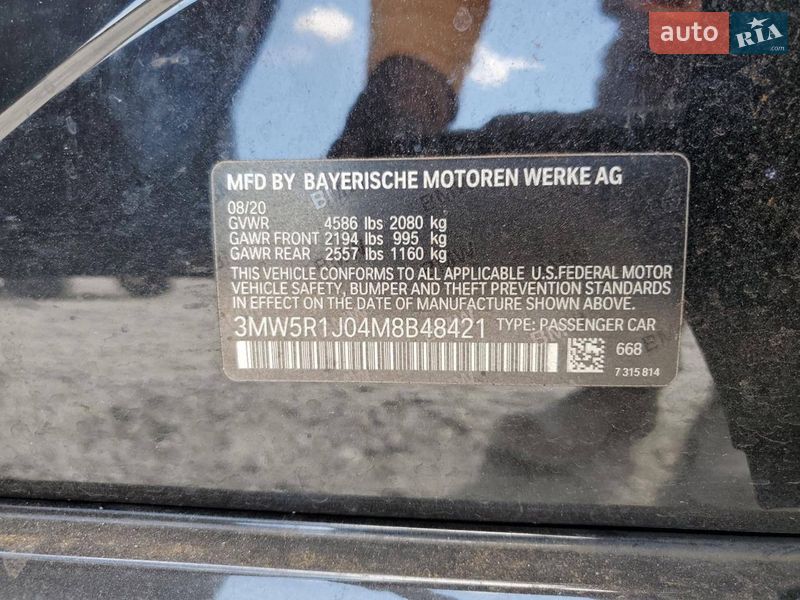 auto RIA .com
MFD BY BAYERISCHE MOTOREN WERKE AG
08/20
GVWR 4586 lbs 2080 kg
GAWR FRONT 2194 lbs 995 kg
GAWR REAR 2557 lbs 1160 kg
THIS VEHICLE CONFORMS TO ALL APPLICABLE U.S.FEDERAL MOTOR
VEHICLE SAFETY, BUMPER AND THEFT PREVENTION STANDARDS
IN EFFECT ON THE DATE OF MANUFACTURE SHOWN ABOVE.
3MW5R1J04M8B48421 TYPE: PASSENGER CAR
668
7 315 814